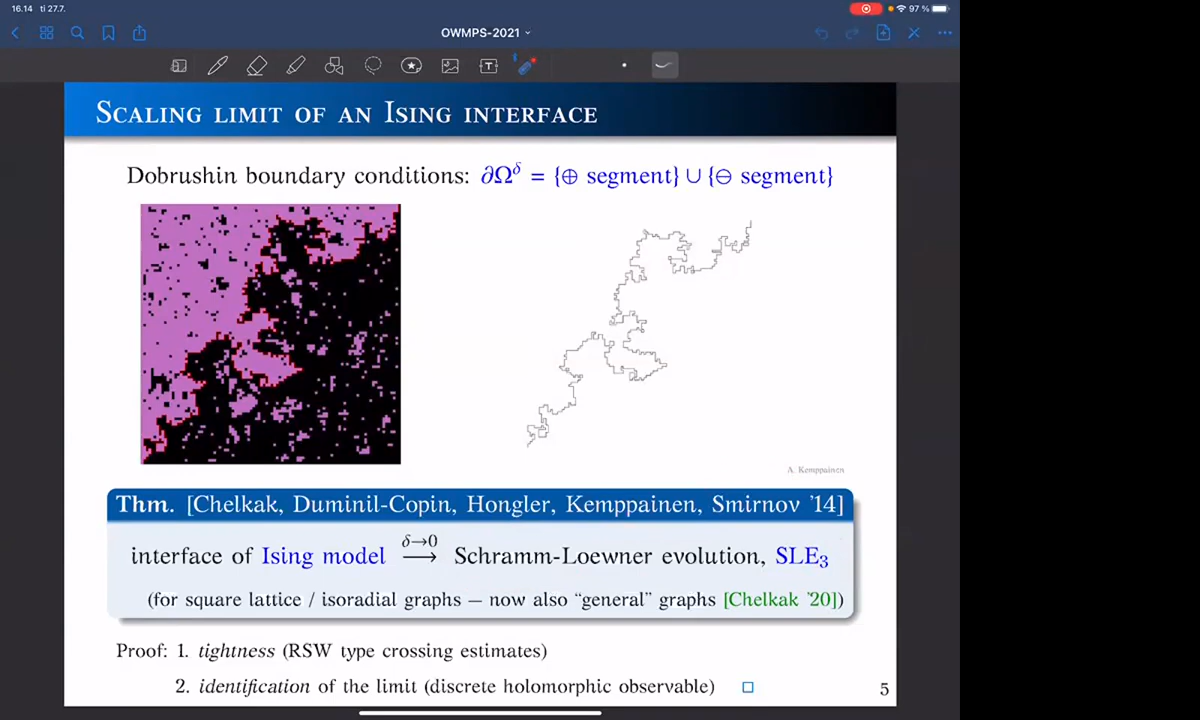 16.14 ti 27.7.
97 %
OWMPS-2021
SCALING LIMIT OF AN ISING INTERFACE
Dobrushin boundary conditions: ∂Ω^δ = {⊕ segment} ∪ {⊖ segment}
A. Kemppainen
Thm. [Chelkak, Duminil-Copin, Hongler, Kemppainen, Smirnov '14]
interface of Ising model δ→0 ⟶ Schramm-Loewner evolution, SLE₃
(for square lattice / isoradial graphs – now also “general” graphs [Chelkak '20])
Proof: 1. tightness (RSW type crossing estimates)
2. identification of the limit (discrete holomorphic observable) □
5